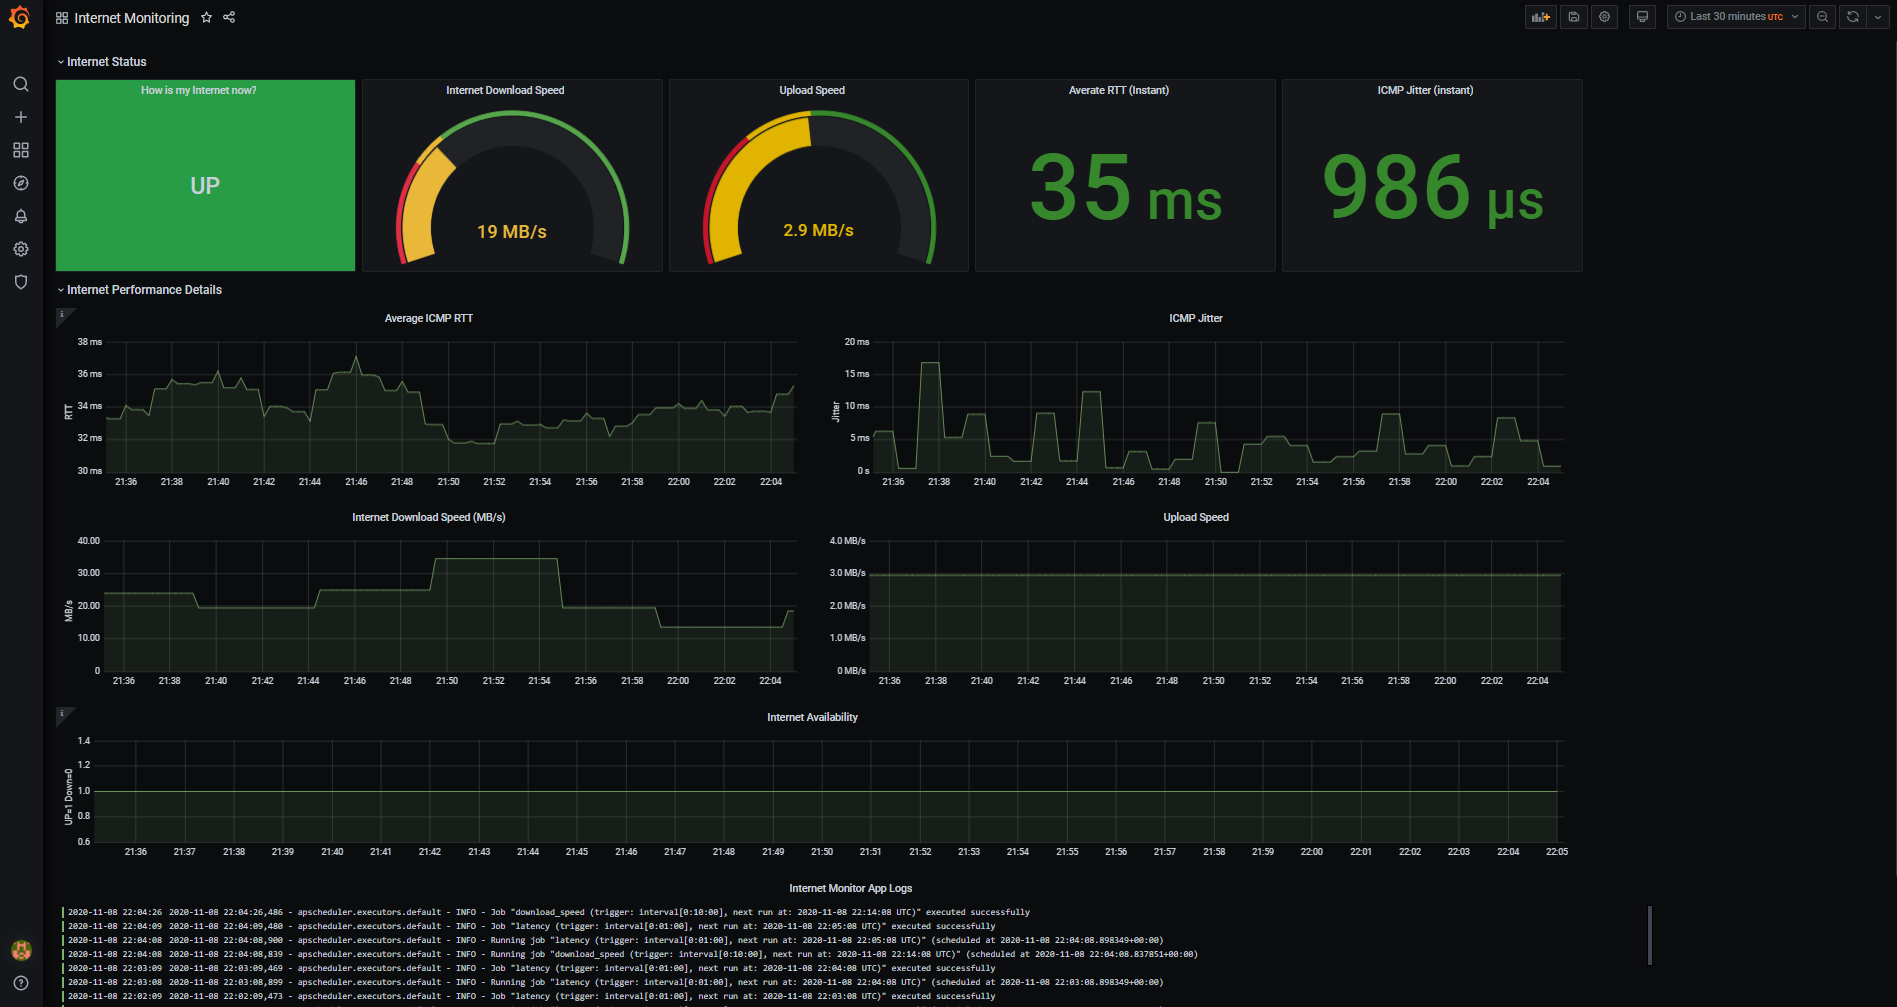 Internet Monitoring
Last 30 minutes UTC
Internet Status
How is my Internet now?
UP
Internet Download Speed
19 MB/s
Upload Speed
2.9 MB/s
Averate RTT (Instant)
35 ms
ICMP Jitter (instant)
986 µs
Internet Performance Details
Average ICMP RTT
RTT
38 ms
36 ms
34 ms
32 ms
30 ms
21:36 21:38 21:40 21:42 21:44 21:46 21:48 21:50 21:52 21:54 21:56 21:58 22:00 22:02 22:04
ICMP Jitter
Jitter
20 ms
15 ms
10 ms
5 ms
0 s
21:36 21:38 21:40 21:42 21:44 21:46 21:48 21:50 21:52 21:54 21:56 21:58 22:00 22:02 22:04
Internet Download Speed (MB/s)
MB/s
40.00
30.00
20.00
10.00
0
21:36 21:38 21:40 21:42 21:44 21:46 21:48 21:50 21:52 21:54 21:56 21:58 22:00 22:02 22:04
Upload Speed
4.0 MB/s
3.0 MB/s
2.0 MB/s
1.0 MB/s
0 MB/s
21:36 21:38 21:40 21:42 21:44 21:46 21:48 21:50 21:52 21:54 21:56 21:58 22:00 22:02 22:04
Internet Availability
UP=1 Down=0
1.4
1.2
1.0
0.8
0.6
21:36 21:37 21:38 21:39 21:40 21:41 21:42 21:43 21:44 21:45 21:46 21:47 21:48 21:49 21:50 21:51 21:52 21:53 21:54 21:55 21:56 21:57 21:58 21:59 22:00 22:01 22:02 22:03 22:04 22:05
Internet Monitor App Logs
2020-11-08 22:04:26 2020-11-08 22:04:26,486 - apscheduler.executors.default - INFO - Job "download_speed (trigger: interval[0:10:00], next run at: 2020-11-08 22:14:08 UTC)" executed successfully
2020-11-08 22:04:09 2020-11-08 22:04:09,480 - apscheduler.executors.default - INFO - Job "latency (trigger: interval[0:01:00], next run at: 2020-11-08 22:05:08 UTC)" executed successfully
2020-11-08 22:04:08 2020-11-08 22:04:08,900 - apscheduler.executors.default - INFO - Running job "latency (trigger: interval[0:01:00], next run at: 2020-11-08 22:05:08 UTC)" (scheduled at 2020-11-08 22:04:08.898349+00:00)
2020-11-08 22:04:08 2020-11-08 22:04:08,839 - apscheduler.executors.default - INFO - Running job "download_speed (trigger: interval[0:10:00], next run at: 2020-11-08 22:14:08 UTC)" (scheduled at 2020-11-08 22:04:08.837851+00:00)
2020-11-08 22:03:09 2020-11-08 22:03:09,469 - apscheduler.executors.default - INFO - Job "latency (trigger: interval[0:01:00], next run at: 2020-11-08 22:04:08 UTC)" executed successfully
2020-11-08 22:03:08 2020-11-08 22:03:08,899 - apscheduler.executors.default - INFO - Running job "latency (trigger: interval[0:01:00], next run at: 2020-11-08 22:04:08 UTC)" (scheduled at 2020-11-08 22:03:08.898349+00:00)
2020-11-08 22:02:09 2020-11-08 22:02:09,473 - apscheduler.executors.default - INFO - Job "latency (trigger: interval[0:01:00], next run at: 2020-11-08 22:03:08 UTC)" executed successfully